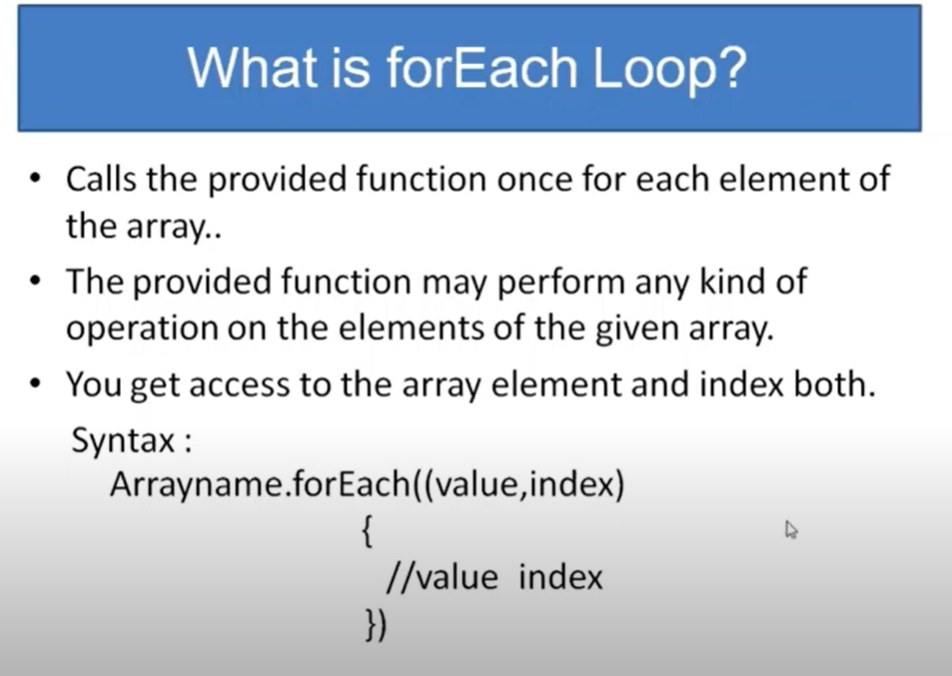 What is forEach Loop?
• Calls the provided function once for each element of
the array..
• The provided function may perform any kind of
operation on the elements of the given array.
• You get access to the array element and index both.
Syntax :
Arrayname.forEach((value,index)
{
//value index
})